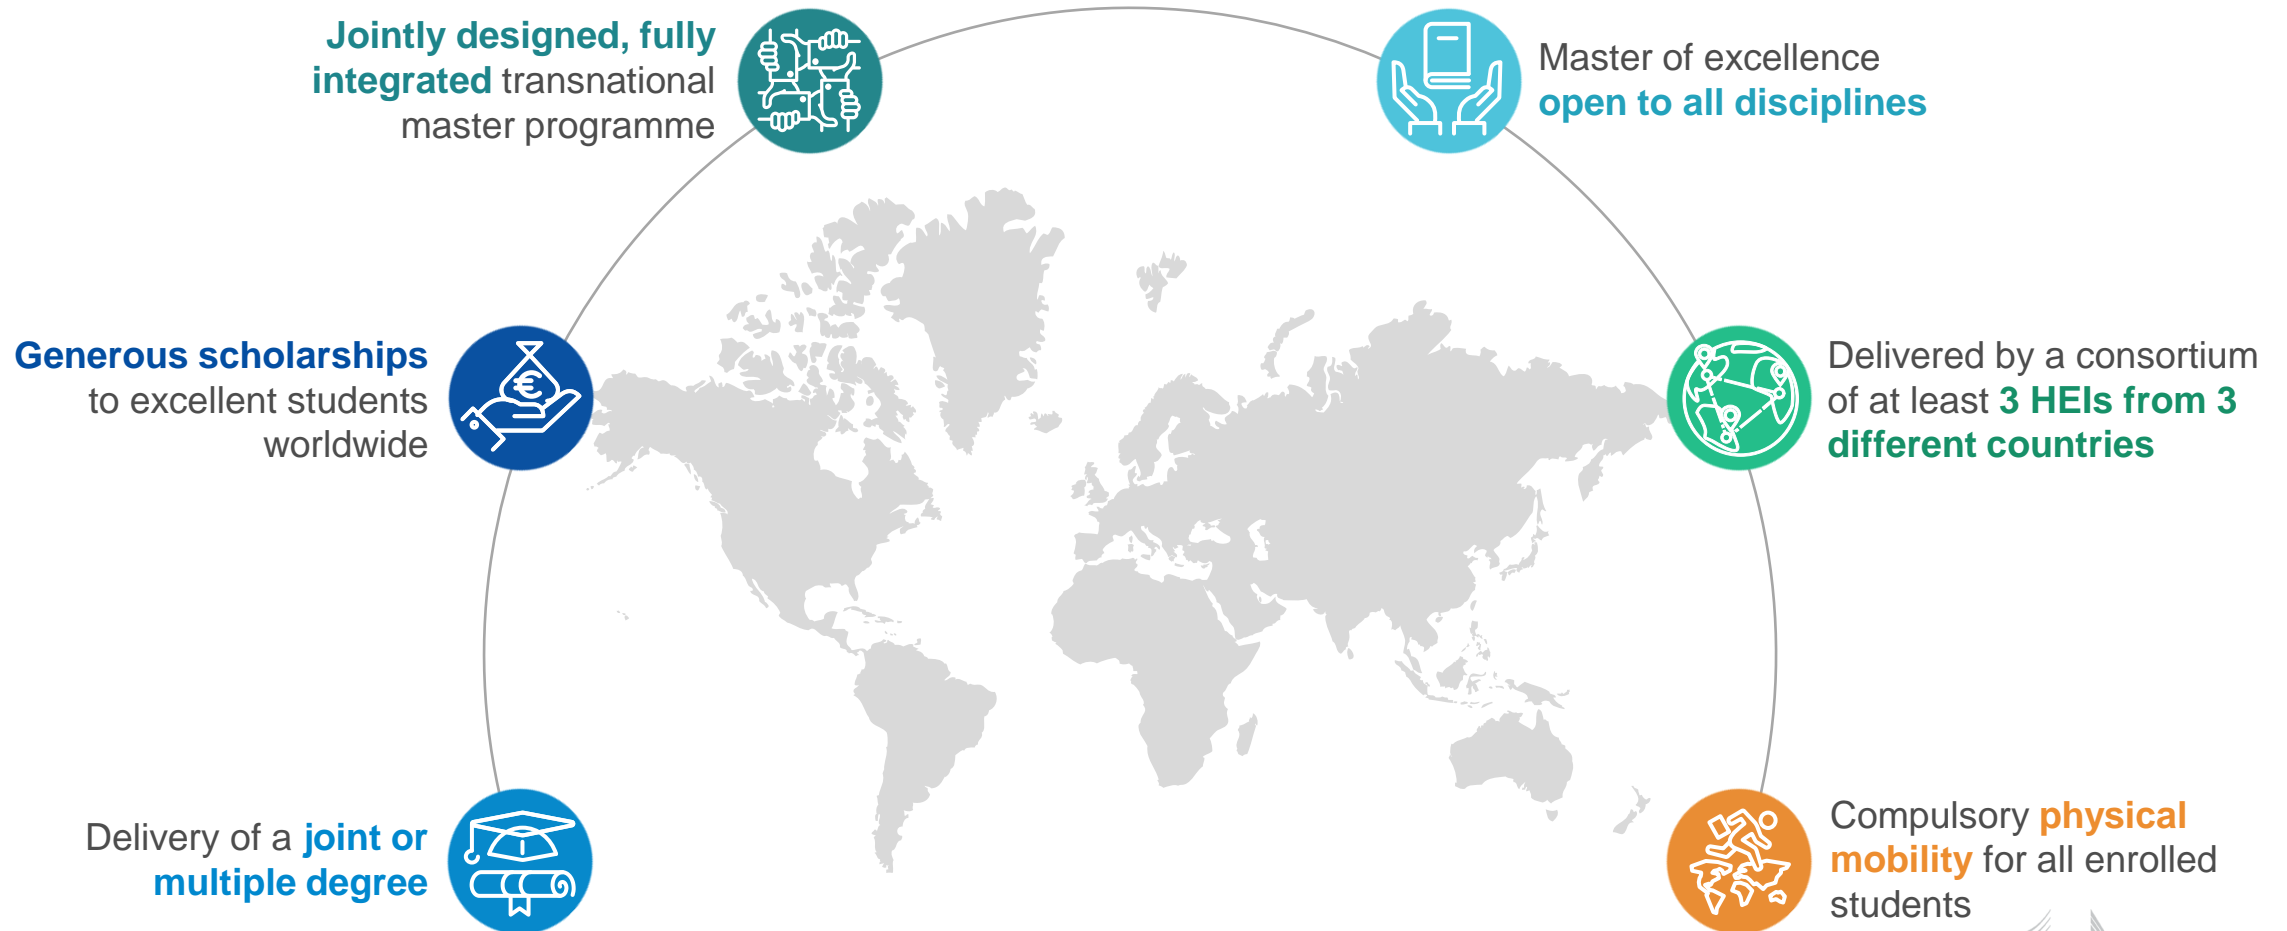 Jointly designed, fully
integrated transnational
master programme
Master of excellence
open to all disciplines
Generous scholarships
to excellent students
worldwide
Delivered by a consortium
of at least 3 HEIs from 3
different countries
Delivery of a joint or
multiple degree
Compulsory physical
mobility for all enrolled
students
€